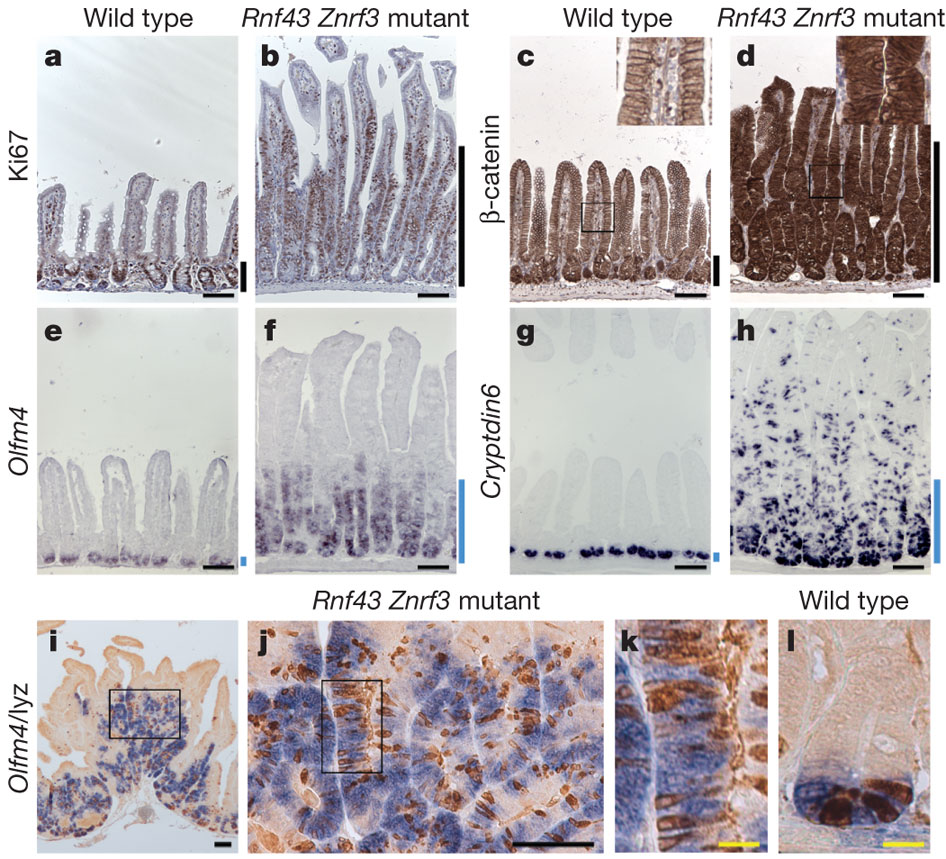 Wild type Rnf43 Znrf3 mutant Wild type Rnf43 Znrf3 mutant
Ki67 a b β-catenin c d
Olfm4 e f Cryptdin6 g h
Rnf43 Znrf3 mutant Wild type
Olfm4/lyz i j k l